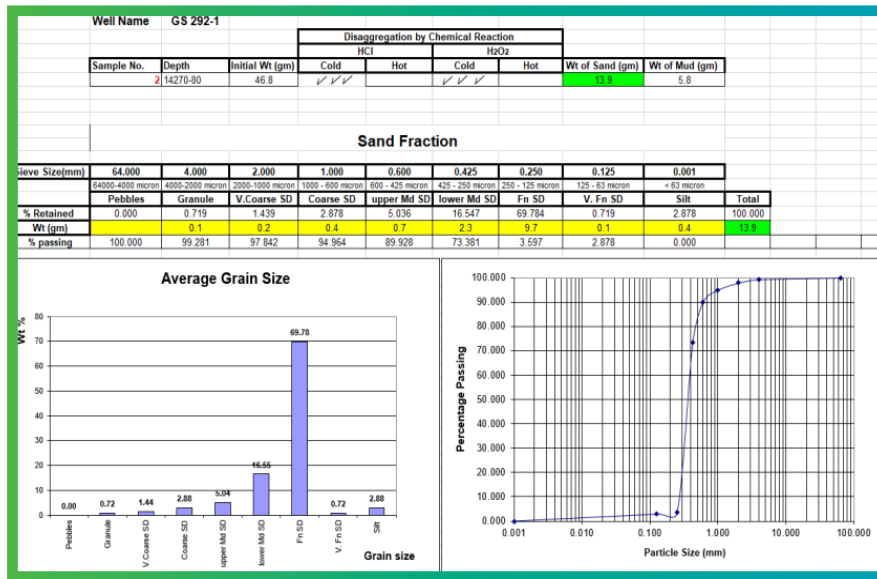 Well Name GS 292-1
Disaggregation by Chemical Reaction
HCl H2O2
Sample No. Depth Initial Wt (gm) Cold Hot Cold Hot Wt of Sand (gm) Wt of Mud (gm)
2 14270-80 46.8 ✓✓✓ ✓✓✓ 13.9 5.8
Sand Fraction
Sieve Size(mm) 64.000 4.000 2.000 1.000 0.600 0.425 0.250 0.125 0.001
64000-4000 micron 4000-2000 micron 2000-1000 micron 1000 - 600 micron 600 - 425 micron 425 - 250 micron 250 - 125 micron 125 - 63 micron < 63 micron
Pebbles Granule V.Coarse SD Coarse SD upper Md SD lower Md SD Fn SD V. Fn SD Silt Total
% Retained 0.000 0.719 1.439 2.878 5.036 16.547 69.784 0.719 2.878 100.000
Wt (gm) 0.1 0.2 0.4 0.7 2.3 9.7 0.1 0.4 13.9
% passing 100.000 99.281 97.842 94.964 89.928 73.381 3.597 2.878 0.000
Average Grain Size
Wt %
80
70
60
50
40
30
20
10
0
0.00 0.72 1.44 2.88 5.04 16.55 69.78 0.72 2.88
Pebbles
Granule
V.Coarse SD
Coarse SD
upper Md SD
lower Md SD
Fn SD
V. Fn SD
Silt
Grain size
Percentage Passing
100.000
90.000
80.000
70.000
60.000
50.000
40.000
30.000
20.000
10.000
0.000
0.001 0.010 0.100 1.000 10.000 100.000
Particle Size (mm)